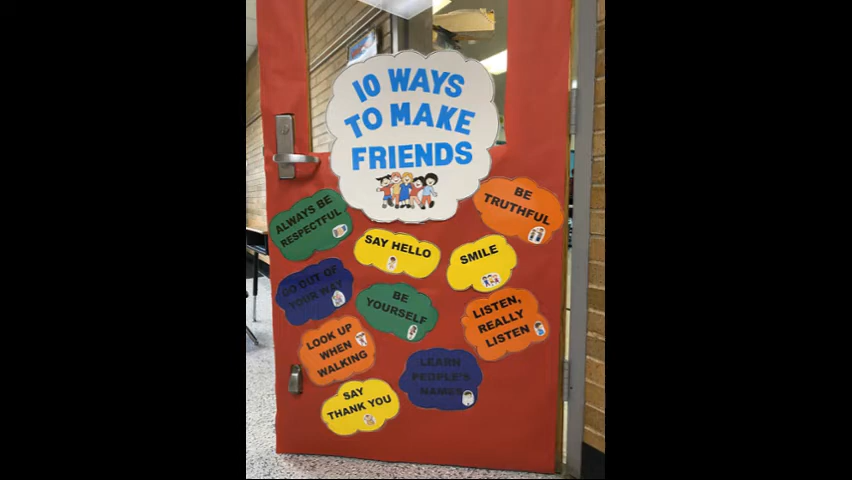 10 WAYS
TO MAKE
FRIENDS
ALWAYS BE
RESPECTFUL
BE
TRUTHFUL
SAY HELLO
SMILE
GO OUT OF
YOUR WAY
BE
YOURSELF
LISTEN,
REALLY
LISTEN
LOOK UP
WHEN
WALKING
LEARN
PEOPLE'S
NAMES
SAY
THANK YOU